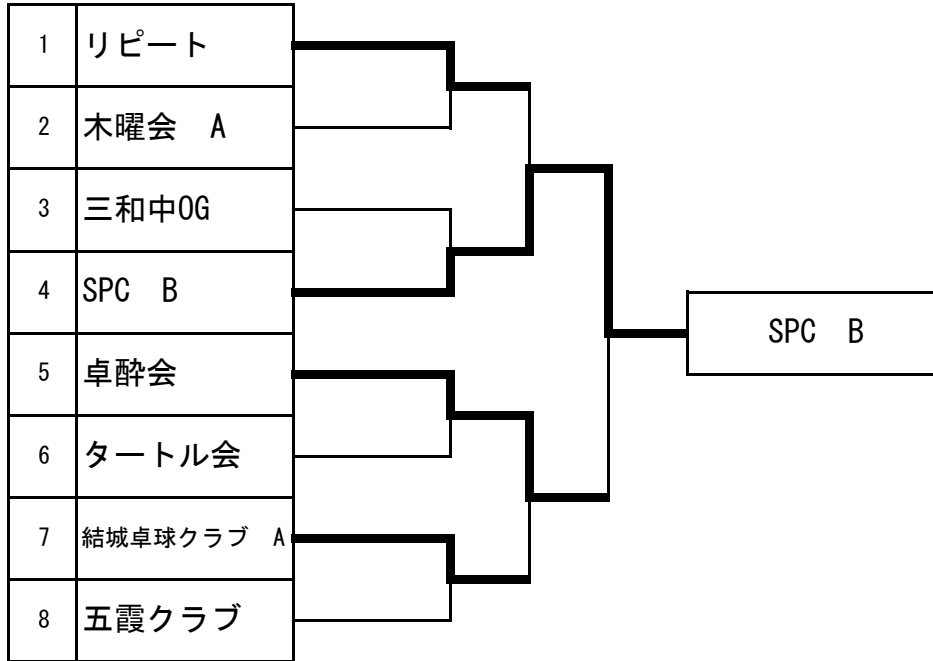 1 リピート
2 木曜会　A
3 三和中OG
4 SPC　B
5 卓酔会
6 タートル会
7 結城卓球クラブ　A
8 五霞クラブ
SPC　B